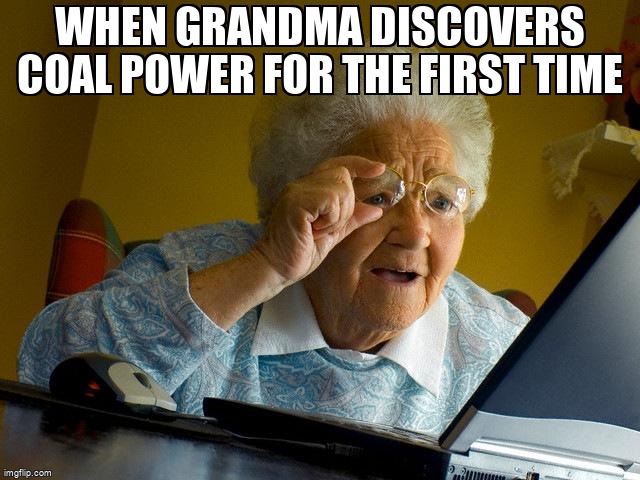 WHEN GRANDMA DISCOVERS
COAL POWER FOR THE FIRST TIME
imgflip.com